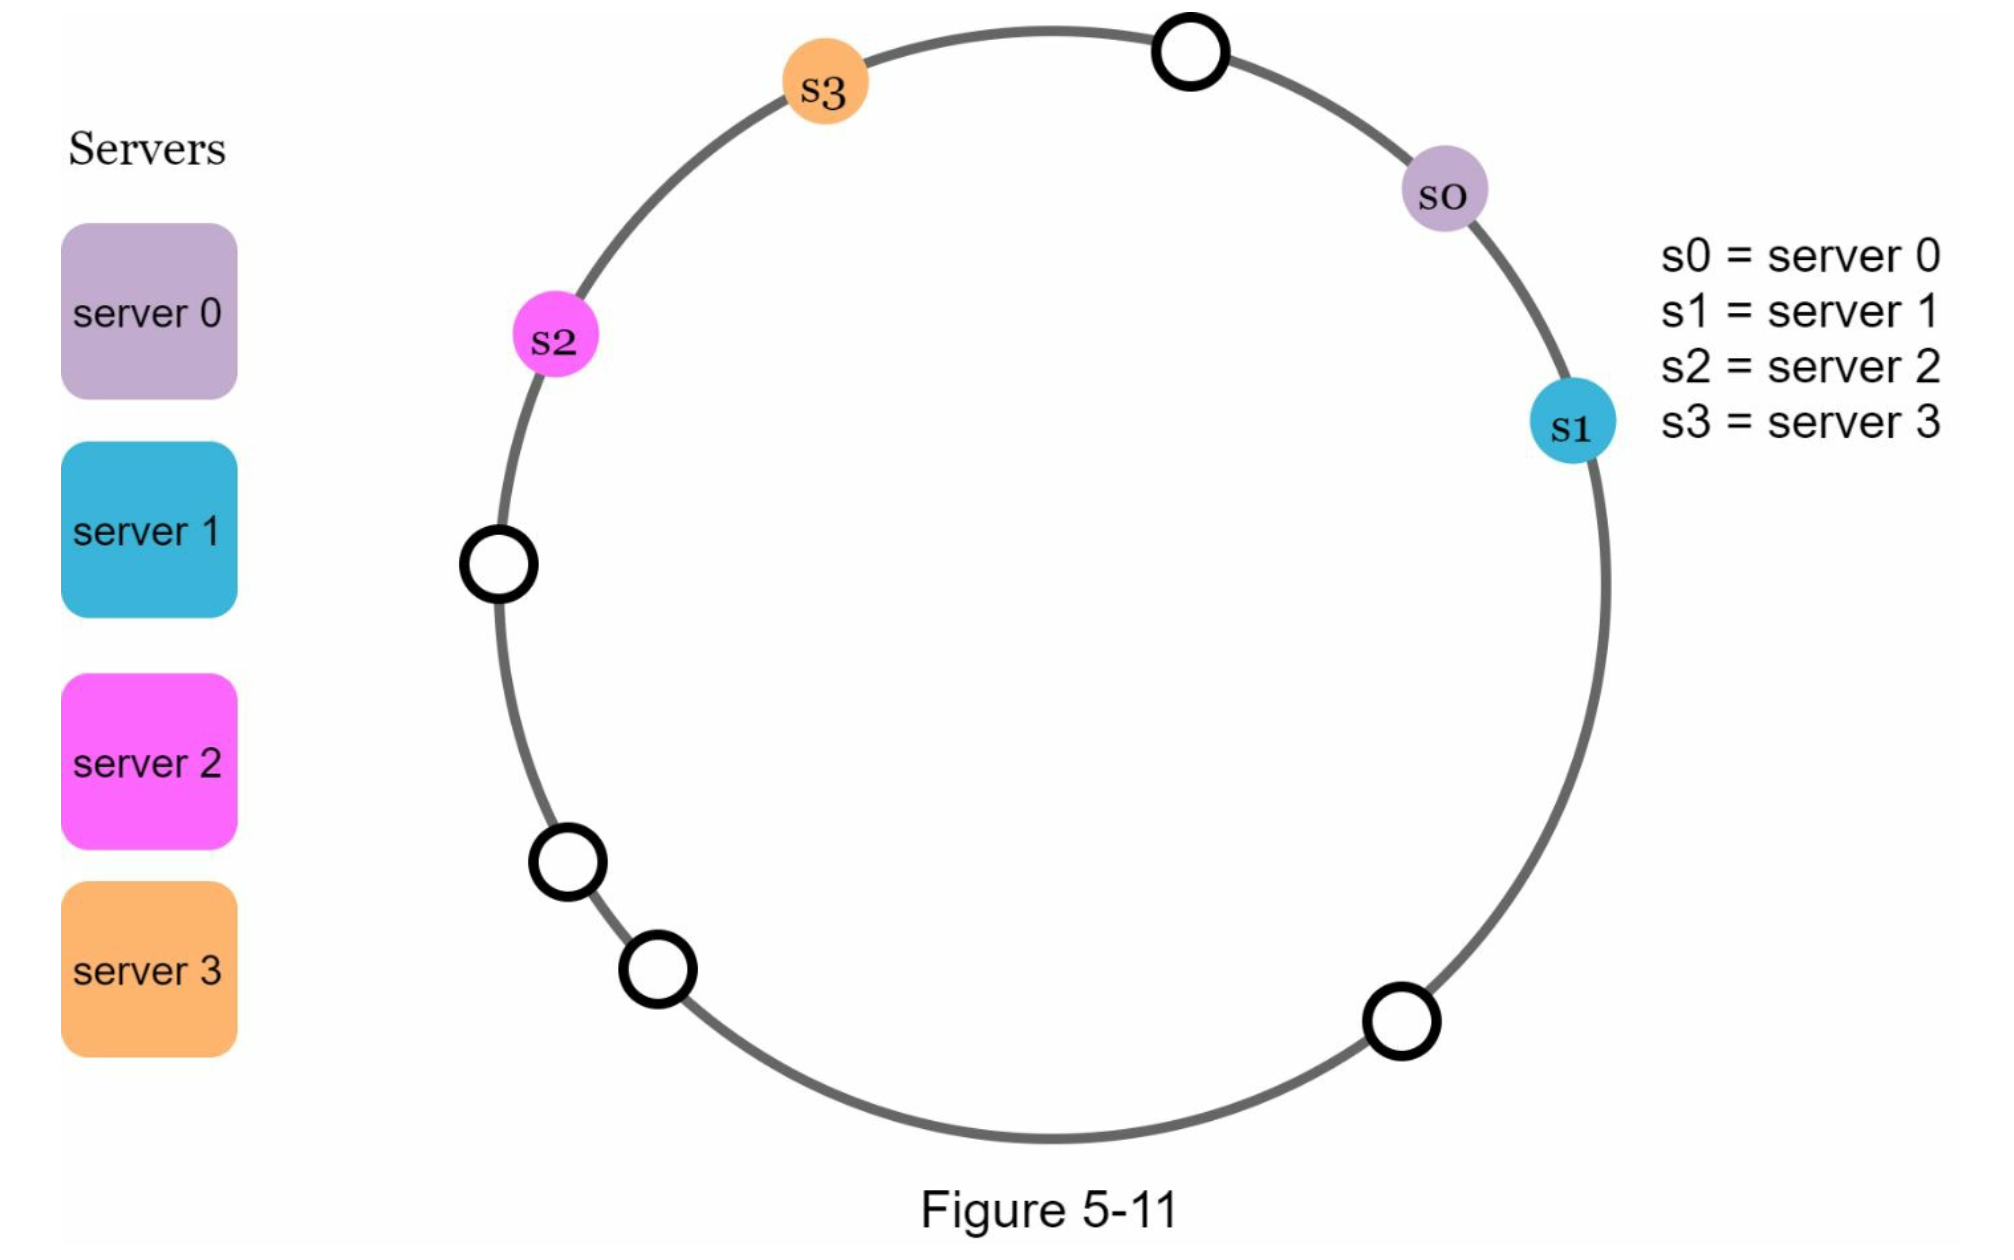 Servers
server 0
server 1
server 2
server 3
s3
s0
s2
s1
s0 = server 0
s1 = server 1
s2 = server 2
s3 = server 3
Figure 5-11